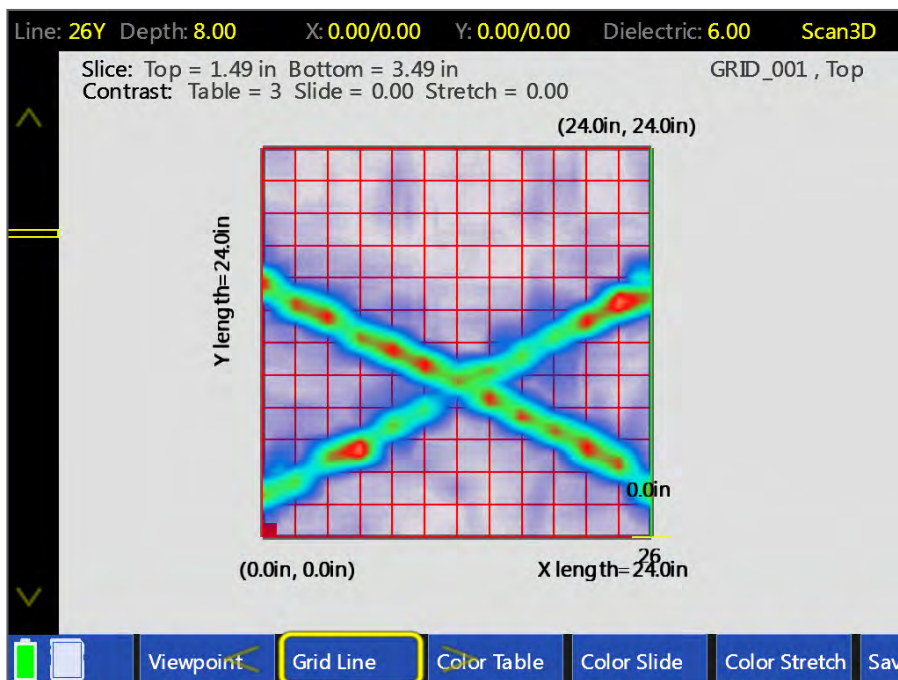 Line: 26Y Depth: 8.00 X: 0.00/0.00 Y: 0.00/0.00 Dielectric: 6.00 Scan3D
Slice: Top = 1.49 in Bottom = 3.49 in GRID_001 , Top
Contrast: Table = 3 Slide = 0.00 Stretch = 0.00
(24.0in, 24.0in)
Y length=24.0in
0.0in
26
(0.0in, 0.0in) X length=24.0in
Viewpoint Grid Line Color Table Color Slide Color Stretch Sav